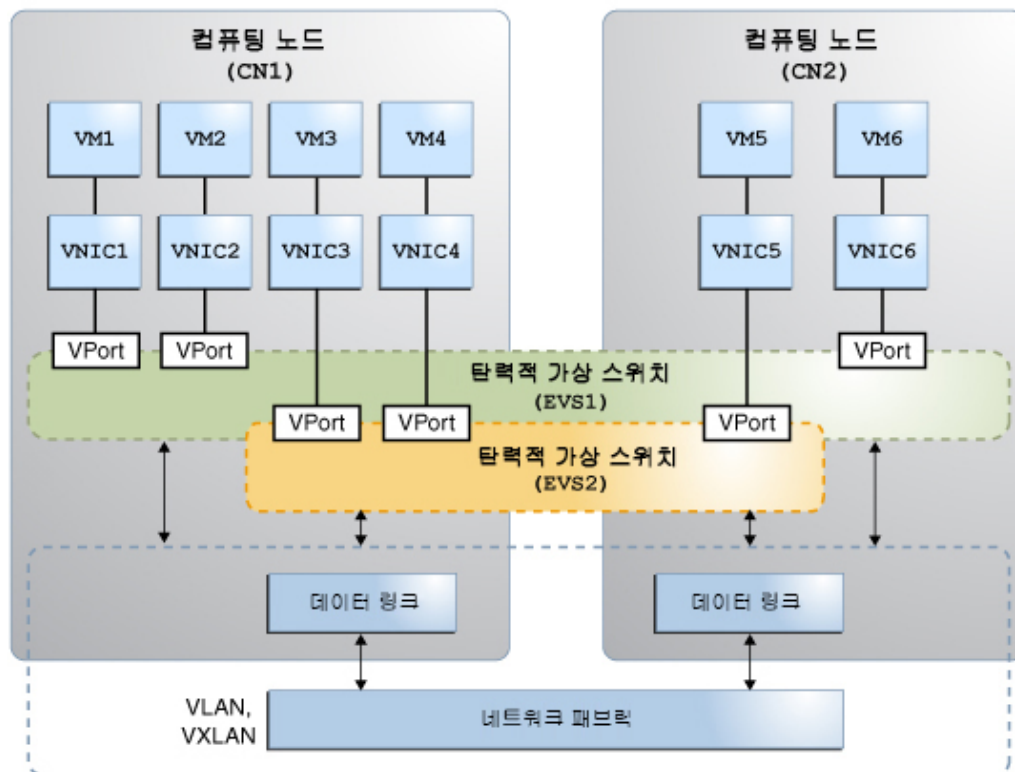 컴퓨팅 노드
(CN1)
컴퓨팅 노드
(CN2)
VM1
VM2
VM3
VM4
VM5
VM6
VNIC1
VNIC2
VNIC3
VNIC4
VNIC5
VNIC6
VPort
VPort
VPort
탄력적 가상 스위치
(EVS1)
VPort
VPort
VPort
탄력적 가상 스위치
(EVS2)
데이터 링크
데이터 링크
VLAN,
VXLAN
네트워크 패브릭